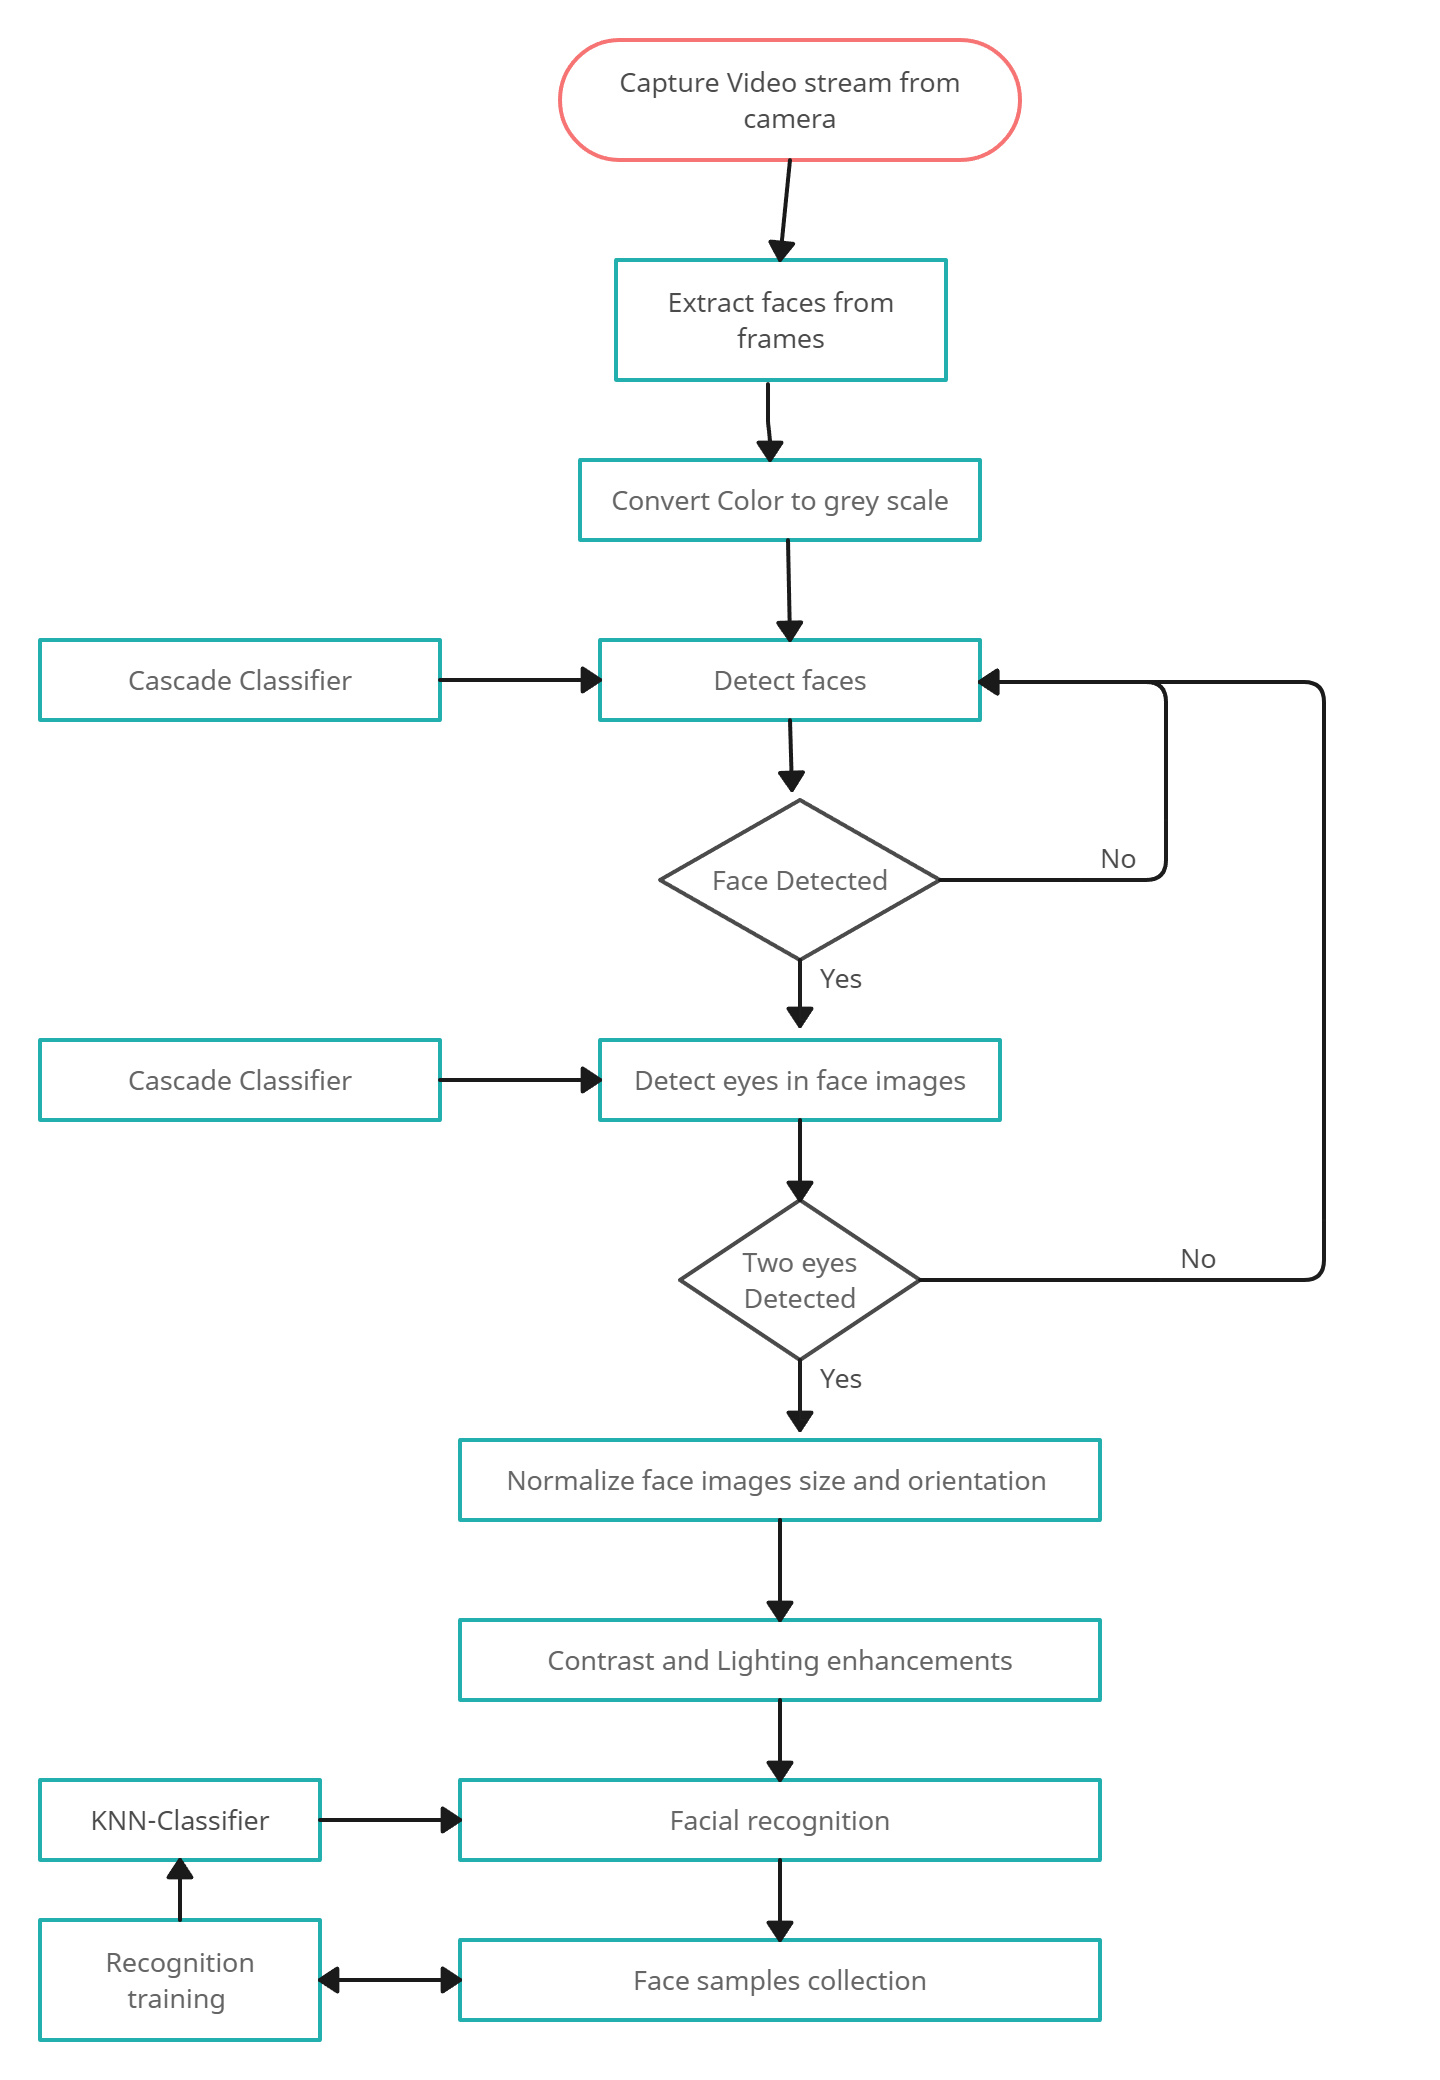 Capture Video stream from
camera
Extract faces from
frames
Convert Color to grey scale
Cascade Classifier
Detect faces
Face Detected
No
Yes
Cascade Classifier
Detect eyes in face images
Two eyes
Detected
No
Yes
Normalize face images size and orientation
Contrast and Lighting enhancements
KNN-Classifier
Facial recognition
Recognition
training
Face samples collection